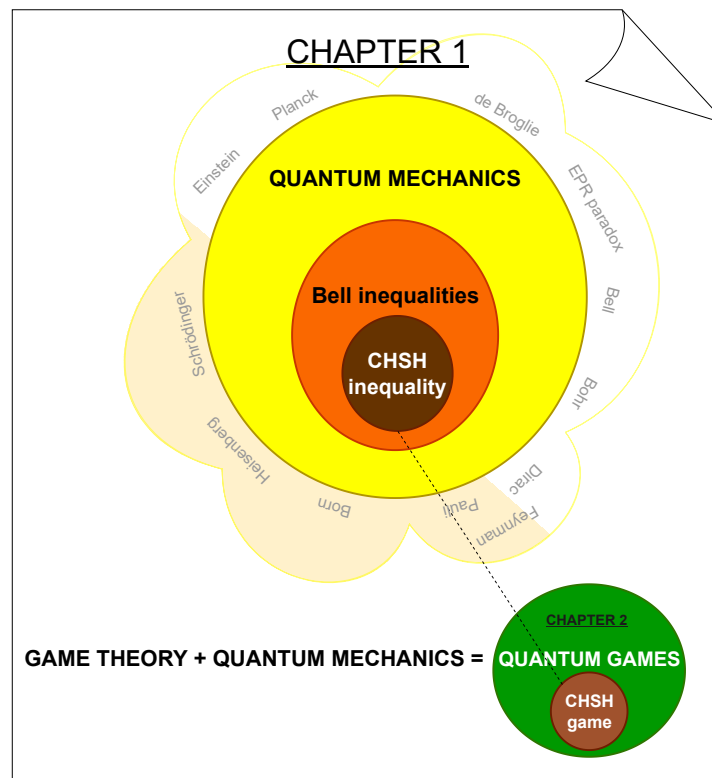 CHAPTER 1
Planck
de Broglie
Einstein
QUANTUM MECHANICS
EPR paradox
Bell inequalities
Bell
Schrödinger
CHSH
inequality
Bohr
Heisenberg
Dirac
Born
Pauli
Feynman
CHAPTER 2
GAME THEORY + QUANTUM MECHANICS = QUANTUM GAMES
CHSH
game